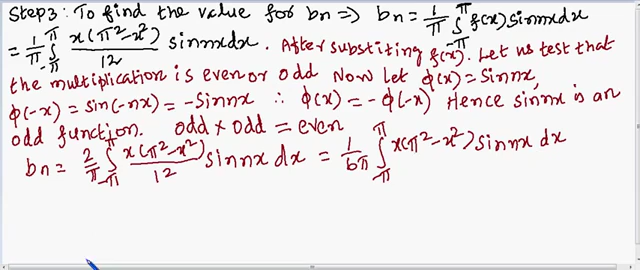 Step3: To find the value for bn => bn = 1/π ∫_{-π}^{π} f(x) sinnx dx
= 1/π ∫_{-π}^{π} x(π²-x²)/12 sinnx dx. After substiting f(x). Let us test that
the multiplication is even or odd Now let φ(x) = Sinnx,
φ(-x) = sin(-nx) = -Sinnx ∴ φ(x) = -φ(-x) Hence sinnx is an
odd function. odd × odd = even
bn = 2/π ∫_{-π}^{π} x(π²-x²)/12 sinnx dx = 1/6π ∫_{-π}^{π} x(π²-x²) sinnx dx